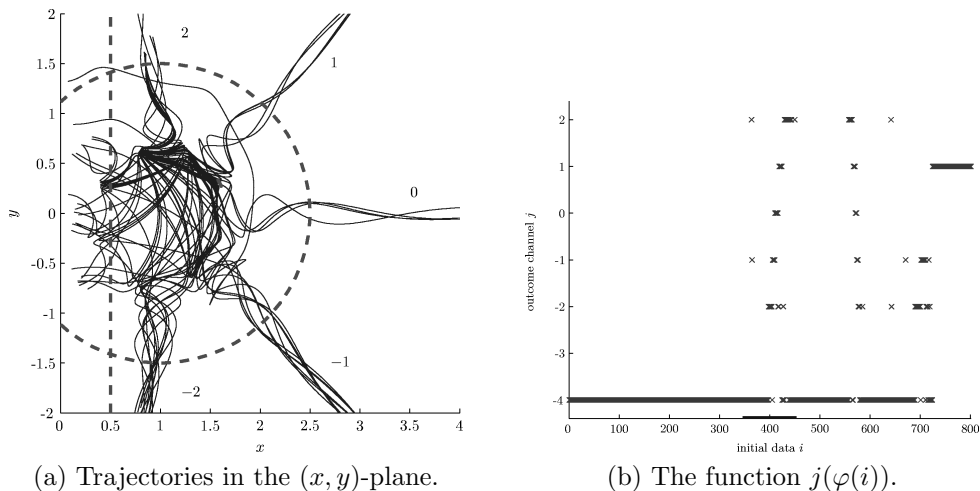 2
1.5
1
0.5
0
-0.5
-1
-1.5
-2
y
0 0.5 1 1.5 2 2.5 3 3.5 4
x
2
1
0
−1
−2
(a) Trajectories in the (x, y)-plane.
2
1
0
-1
-2
-3
-4
outcome channel j
0 100 200 300 400 500 600 700 800
initial data i
(b) The function j(φ(i)).